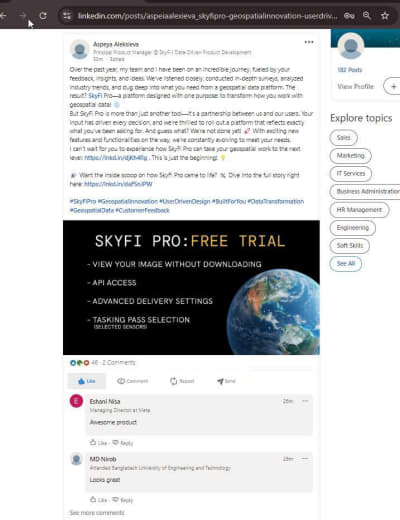 linkedin.com/posts/aspeiaalexieva_skyfipro-geospatialinnovation-userdriv...
Aspeya Aleksieva
Principal Product Manager @ SkyFi | Data-Driven Product Development
50m · Edited
Over the past year, my team and I have been on an incredible journey, fueled by your
feedback, insights, and ideas. We've listened closely, conducted in-depth surveys, analyzed
industry trends, and dug deep into what you need from a geospatial data platform. The
result? SkyFi Pro—a platform designed with one purpose to transform how you work with
geospatial data!
But SkyFi Pro is more than just another tool—it's a partnership between us and our users. Your
input has driven every decision, and we're thrilled to roll out a platform that reflects exactly
what you've been asking for. And guess what? We're not done yet! 🚀 With exciting new
features and functionalities on the way, we're constantly evolving to meet your needs.
I can't wait for you to experience how SkyFi Pro can take your geospatial work to the next
level: This is just the beginning! 💡
Want the inside scoop on how SkyFi Pro came to life? Dive into the full story right
here:
#SkyFiPro #GeospatialInnovation #UserDrivenDesign #BuiltForYou #DataTransformation
#GeospatialData #CustomerFeedback
SKYFI PRO:FREE TRIAL
- VIEW YOUR IMAGE WITHOUT DOWNLOADING
- API ACCESS
- ADVANCED DELIVERY SETTINGS
- TASKING PASS SELECTION
(SELECTED SENSORS)
46 · 2 Comments
Like Comment Repost Send
E
Eshani Nisa 26m
Managing Director at Meta
Awesome product
Like · Reply
MD Nirob
Attended Bangladesh University of Engineering and Technology
Looks great
Like · Reply
See more comments
182 Posts
View Profile
Explore topics
Sales
Marketing
IT Services
Business Administration
HR Management
Engineering
Soft Skills
See All